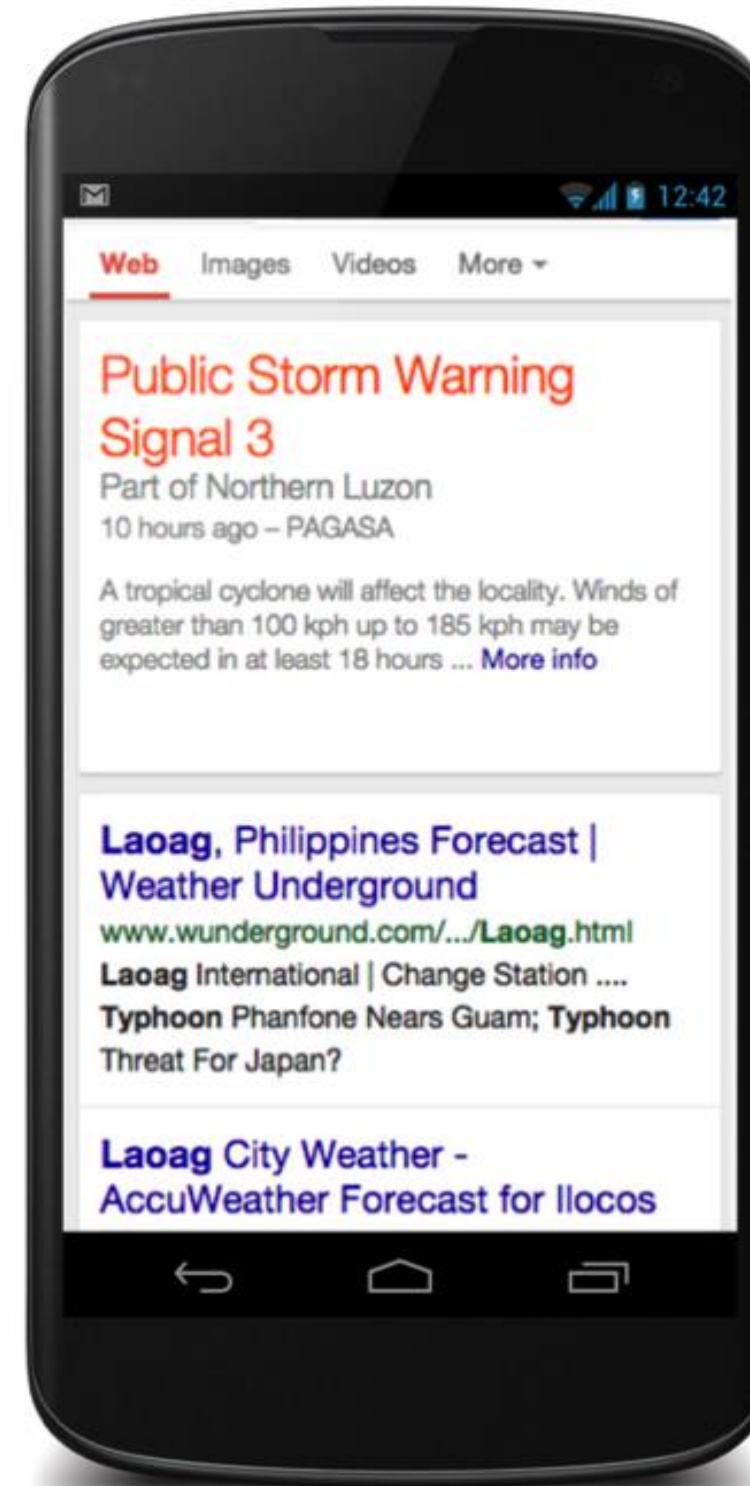 12:42
Web Images Videos More
Public Storm Warning
Signal 3
Part of Northern Luzon
10 hours ago – PAGASA
A tropical cyclone will affect the locality. Winds of
greater than 100 kph up to 185 kph may be
expected in at least 18 hours ... More info
Laoag, Philippines Forecast |
Weather Underground
www.wunderground.com/.../Laoag.html
Laoag International | Change Station ....
Typhoon Phanfone Nears Guam; Typhoon
Threat For Japan?
Laoag City Weather -
AccuWeather Forecast for Ilocos